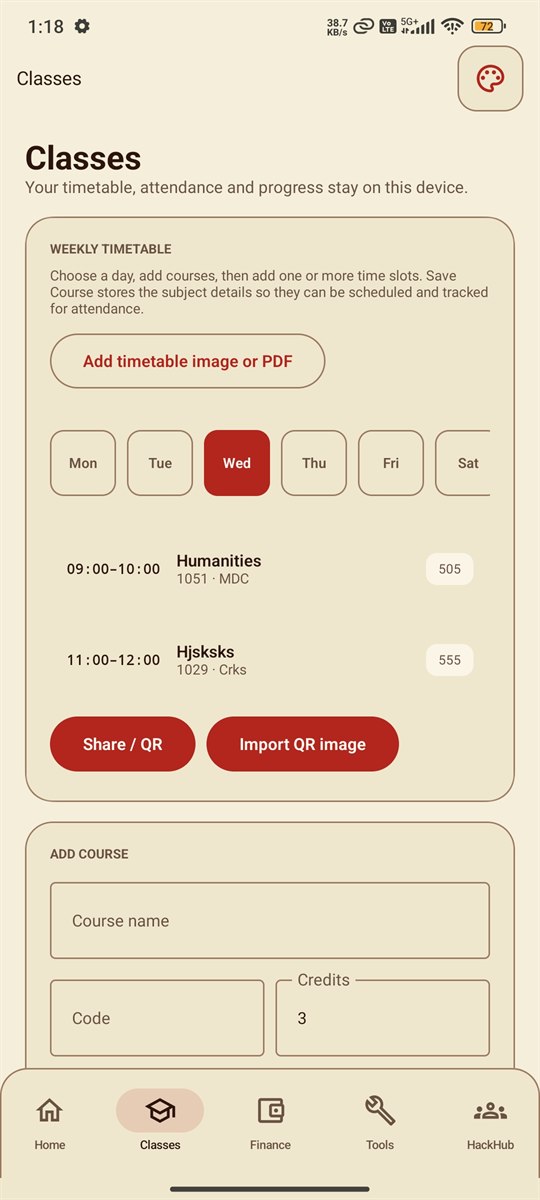 1:18
38.7 KB/s
Vo LTE
5G+
72
Classes
Classes
Your timetable, attendance and progress stay on this device.
WEEKLY TIMETABLE
Choose a day, add courses, then add one or more time slots. Save
Course stores the subject details so they can be scheduled and tracked
for attendance.
Add timetable image or PDF
Mon Tue Wed Thu Fri Sat
09:00–10:00 Humanities 505
1051 · MDC
11:00–12:00 Hjsksks 555
1029 · Crks
Share / QR Import QR image
ADD COURSE
Course name
Credits
Code 3
Home Classes Finance Tools HackHub